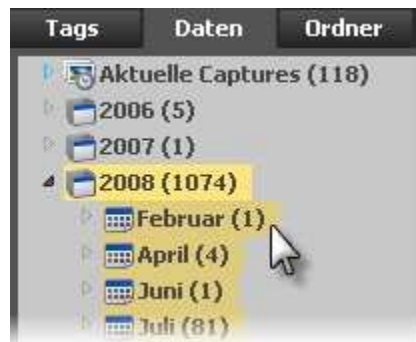 Tags Daten Ordner
Aktuelle Captures (118)
2006 (5)
2007 (1)
2008 (1074)
Februar (1)
April (4)
Juni (1)
Juli (81)